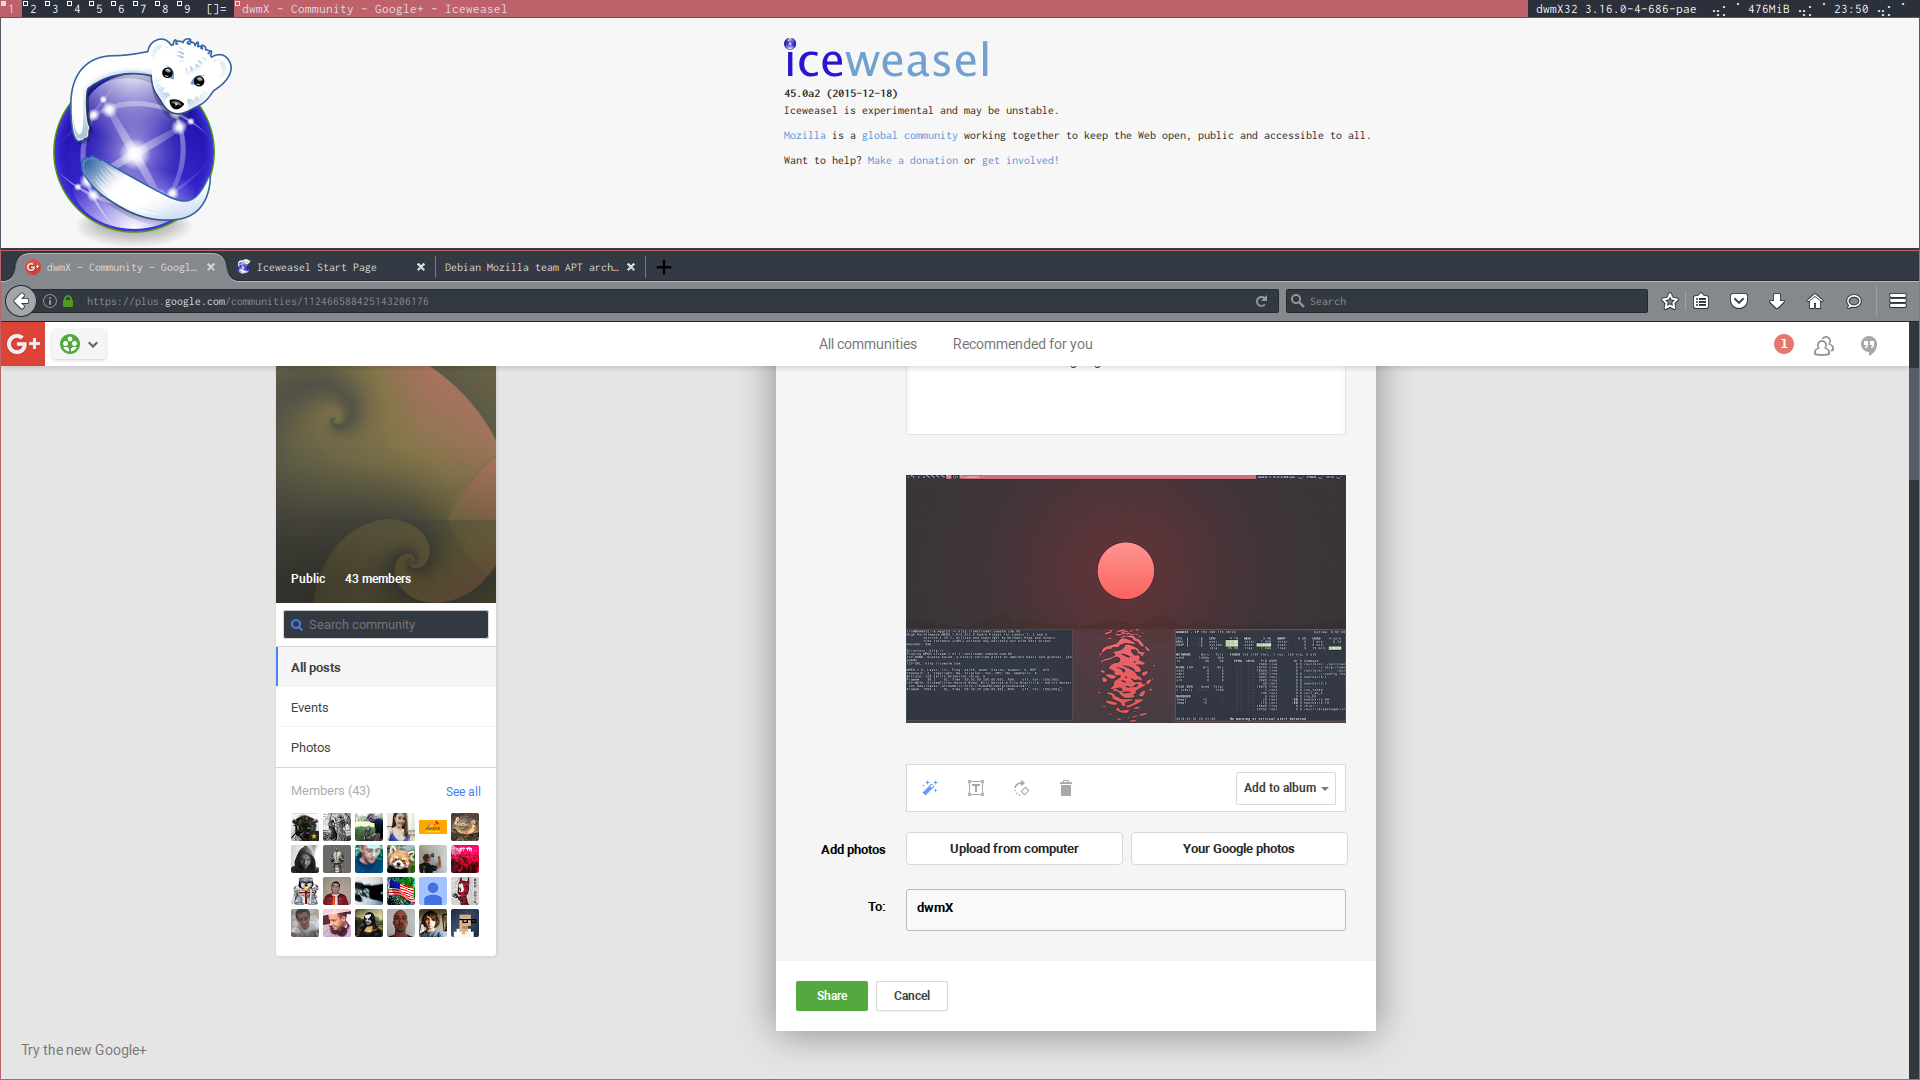 1 2 3 4 5 6 7 8 9 []= dwmX - Community - Google+ - Iceweasel
dwmX32 3.16.0-4-686-pae 476MiB 23:50
iceweasel
45.0a2 (2015-12-18)
Iceweasel is experimental and may be unstable.
Mozilla is a global community working together to keep the Web open, public and accessible to all.
Want to help? Make a donation or get involved!
dwmX - Community - Googl…
Iceweasel Start Page
Debian Mozilla team APT arch…
https://plus.google.com/communities/112466588425143206176
Search
G+
All communities
Recommended for you
1
Public 43 members
Search community
All posts
Events
Photos
Members (43) See all
Add to album
Add photos
Upload from computer
Your Google photos
To:
dwmX
Share
Cancel
Try the new Google+